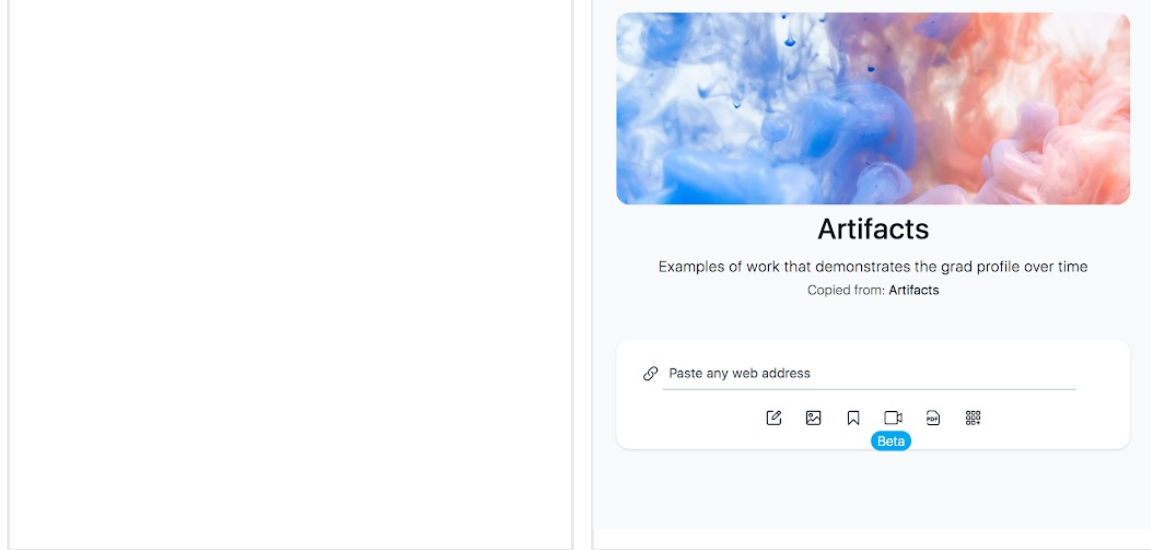 Artifacts
Examples of work that demonstrates the grad profile over time
Copied from: Artifacts
Paste any web address
PDF
Beta